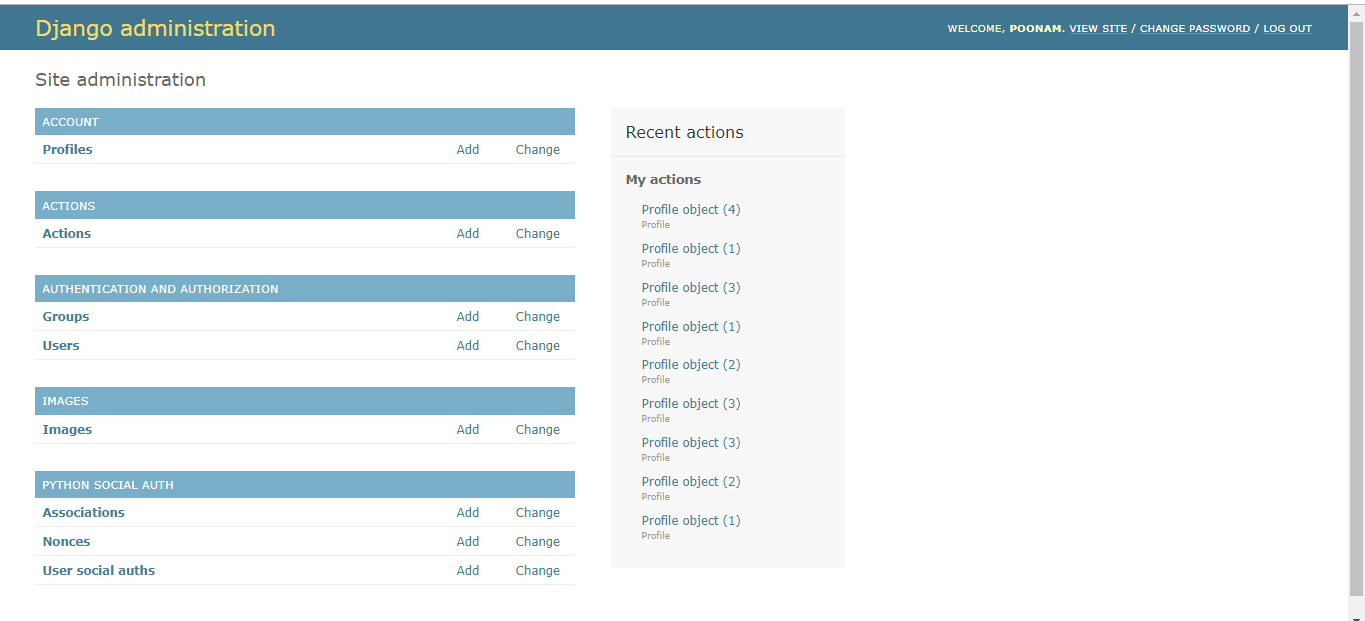 Django administration
WELCOME, POONAM. VIEW SITE / CHANGE PASSWORD / LOG OUT
Site administration
ACCOUNT
Profiles Add Change
ACTIONS
Actions Add Change
AUTHENTICATION AND AUTHORIZATION
Groups Add Change
Users Add Change
IMAGES
Images Add Change
PYTHON SOCIAL AUTH
Associations Add Change
Nonces Add Change
User social auths Add Change
Recent actions
My actions
Profile object (4)
Profile
Profile object (1)
Profile
Profile object (3)
Profile
Profile object (1)
Profile
Profile object (2)
Profile
Profile object (3)
Profile
Profile object (3)
Profile
Profile object (2)
Profile
Profile object (1)
Profile